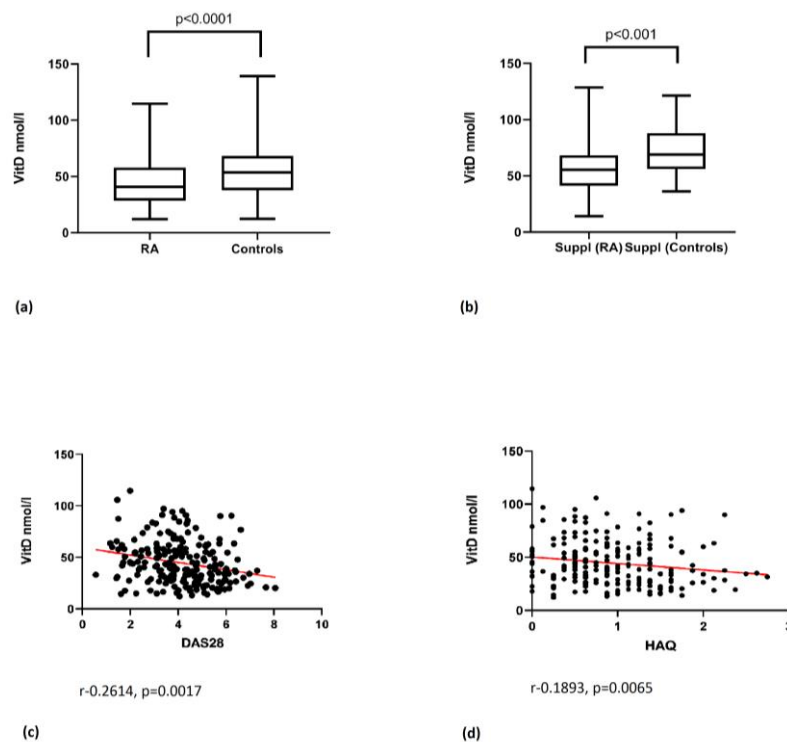 p<0.0001
150
100
50
0
VitD nmol/l
RA Controls
(a)
p<0.001
150
100
50
0
VitD nmol/l
Suppl (RA) Suppl (Controls)
(b)
150
100
50
0
VitD nmol/l
0 2 4 6 8 10
DAS28
r-0.2614, p=0.0017
(c)
150
100
50
0
VitD nmol/l
0 1 2 3
HAQ
r-0.1893, p=0.0065
(d)